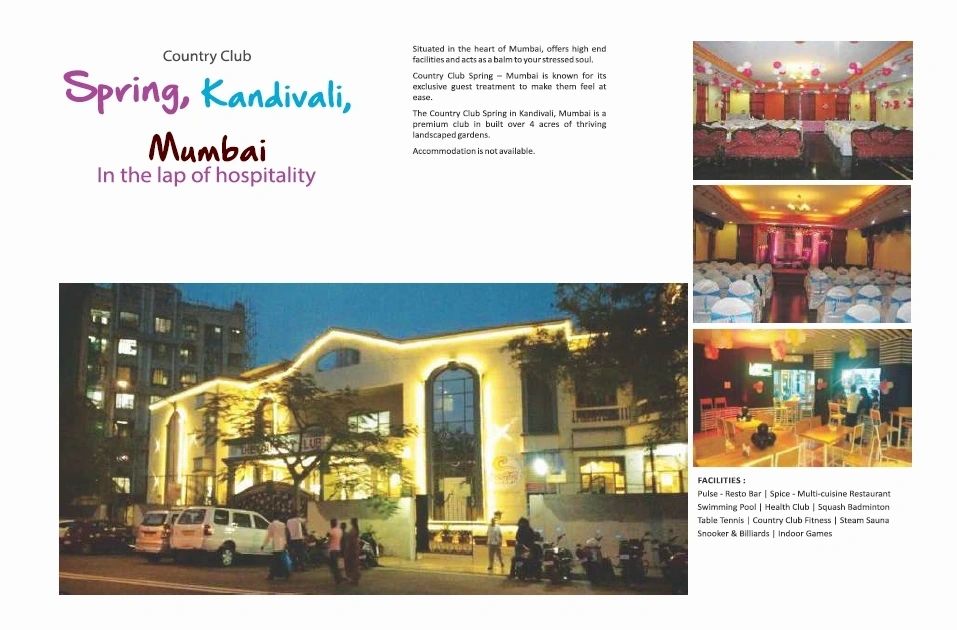 Country Club
Spring, Kandivali,
Mumbai
In the lap of hospitality
Situated in the heart of Mumbai, offers high end
facilities and acts as a balm to your stressed soul.
Country Club Spring – Mumbai is known for its
exclusive guest treatment to make them feel at
ease.
The Country Club Spring in Kandivali, Mumbai is a
premium club in built over 4 acres of thriving
landscaped gardens.
Accommodation is not available.
FACILITIES :
Pulse - Resto Bar | Spice - Multi-cuisine Restaurant
Swimming Pool | Health Club | Squash Badminton
Table Tennis | Country Club Fitness | Steam Sauna
Snooker & Billiards | Indoor Games